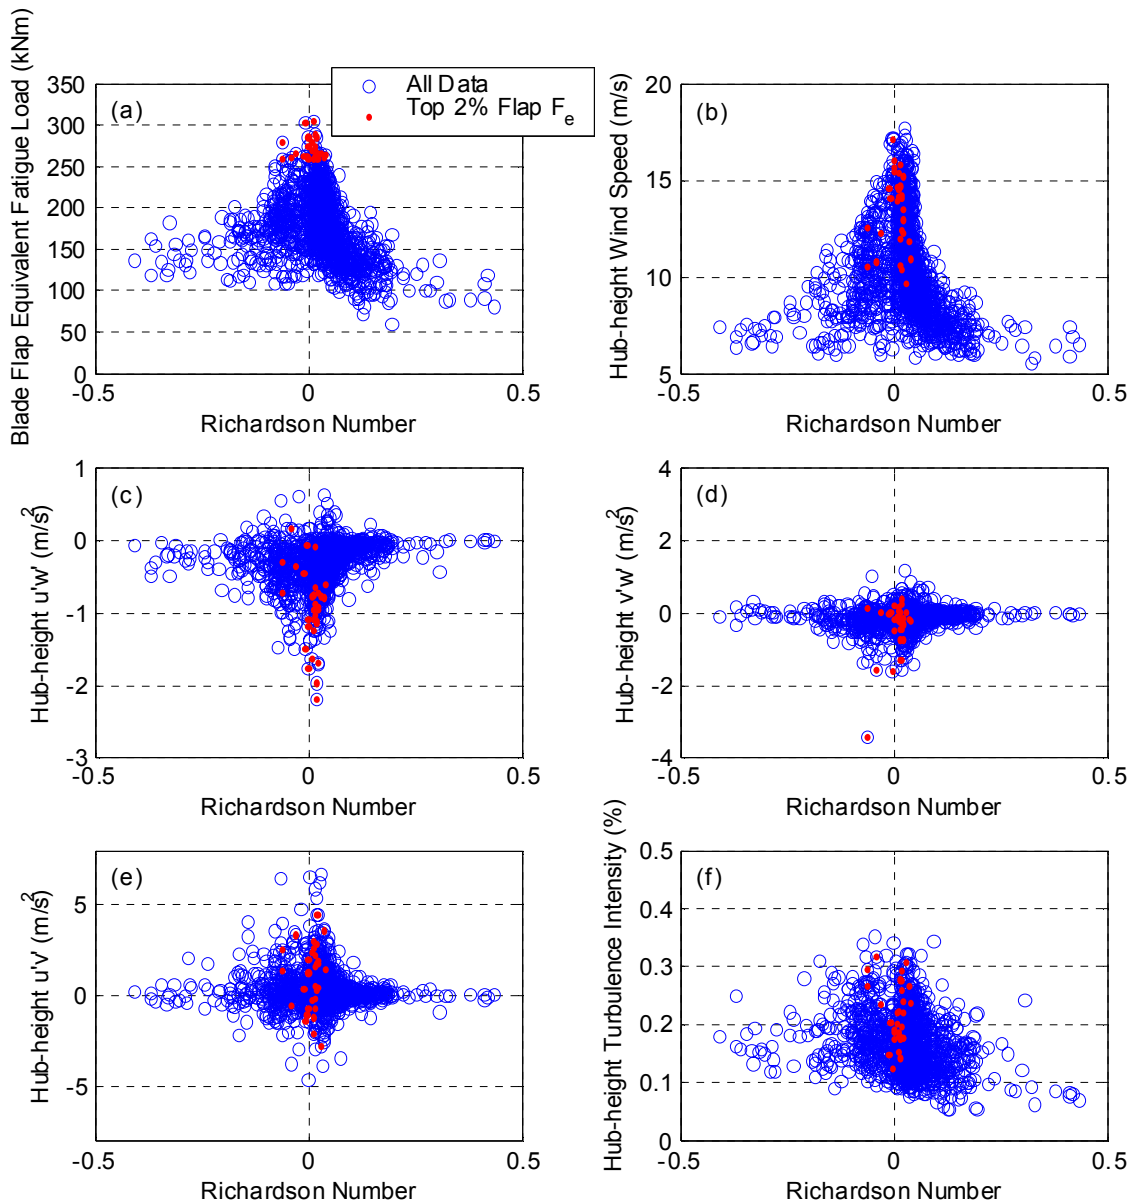 All Data
Top 2% Flap Fe
(a)
Blade Flap Equivalent Fatigue Load (kNm)
350
300
250
200
150
100
50
0
-0.5
0
0.5
Richardson Number
(b)
Hub-height Wind Speed (m/s)
20
15
10
5
-0.5
0
0.5
Richardson Number
(c)
Hub-height u'w' (m/s2)
1
0
-1
-2
-3
-0.5
0
0.5
Richardson Number
(d)
Hub-height v'w' (m/s2)
4
2
0
-2
-4
-0.5
0
0.5
Richardson Number
(e)
Hub-height u'v' (m/s2)
5
0
-5
-0.5
0
0.5
Richardson Number
(f)
Hub-height Turbulence Intensity (%)
0.5
0.4
0.3
0.2
0.1
0
-0.5
0
0.5
Richardson Number